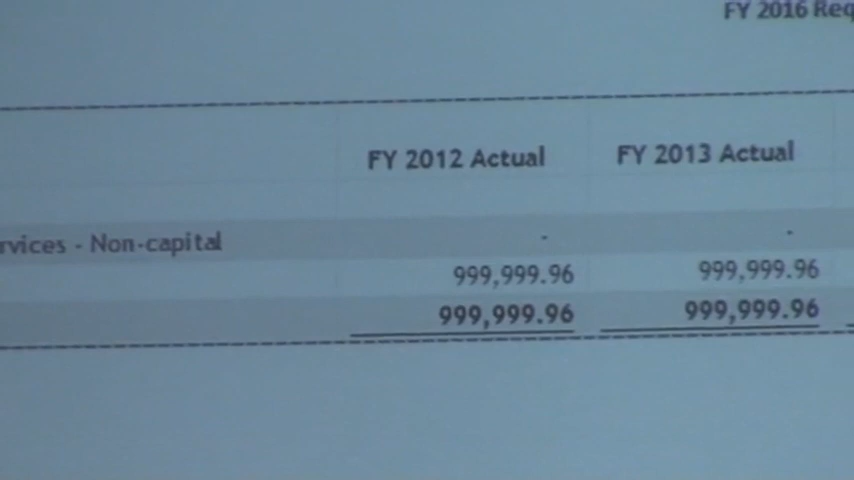 FY 2016 Req
FY 2012 Actual FY 2013 Actual
rvices - Non-capital - -
999,999.96 999,999.96
999,999.96 999,999.96